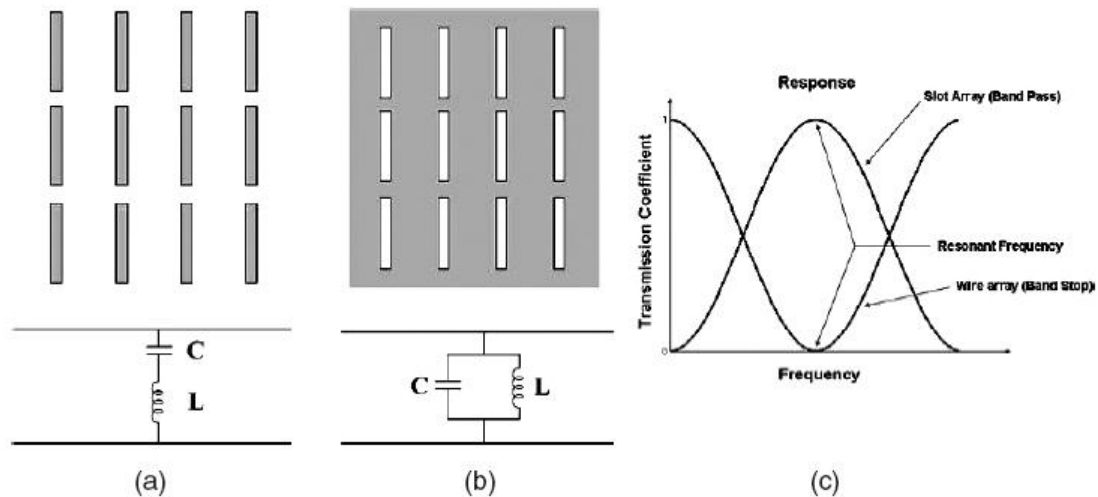 C
L
(a)
C
L
(b)
Response
Slot Array (Band Pass)
1
Transmission Coefficient
Resonant Frequency
Wire array (Band Stop)
0
Frequency
(c)